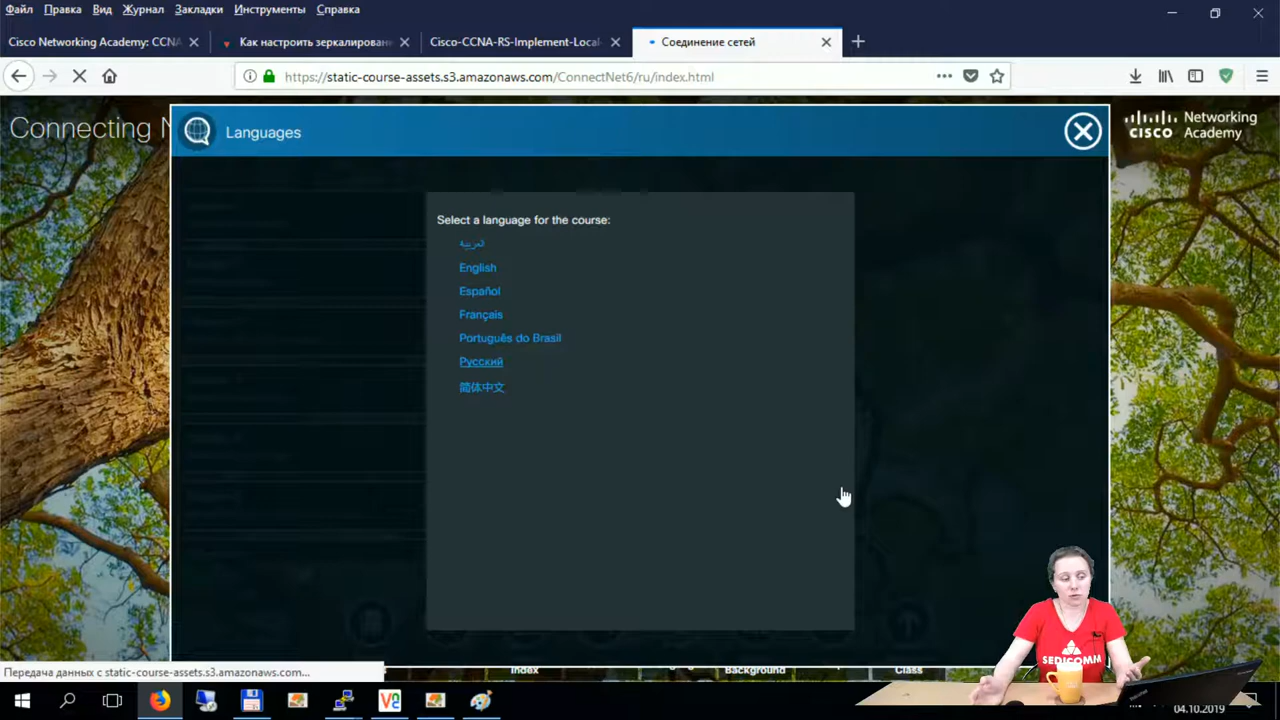 Файл Правка Вид Журнал Закладки Инструменты Справка
Cisco Networking Academy: CCNA
Как настроить зеркалирован
Cisco-CCNA-RS-Implement-Local-
Соединение сетей
https://static-course-assets.s3.amazonaws.com/ConnectNet6/ru/index.html
Connecting N
Languages
Networking
CISCO Academy
Select a language for the course:
العربية
English
Español
Français
Português do Brasil
Русский
简体中文
SEDICOMM
Передача данных с static-course-assets.s3.amazonaws.com...
Index
Background
Class
04.10.2019